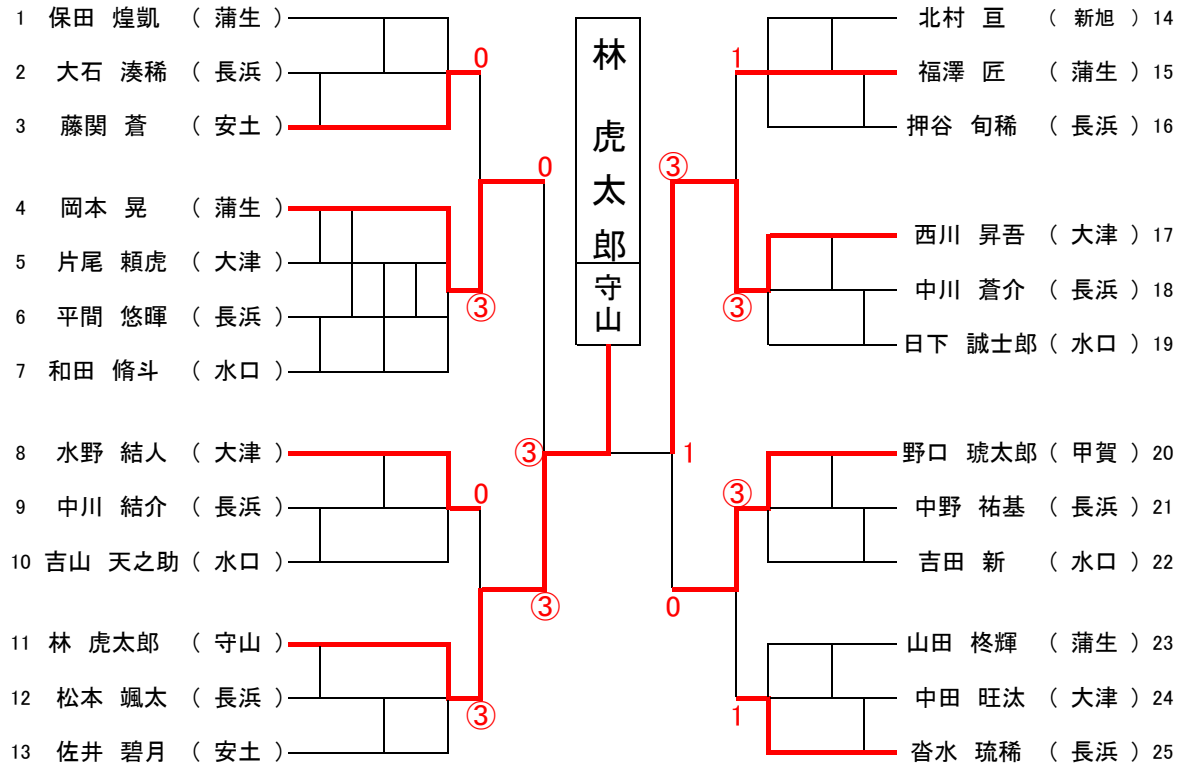 1 保田 煌凱 ( 蒲生 )
2 大石 湊稀 ( 長浜 )
3 藤関 蒼 ( 安土 )
4 岡本 晃 ( 蒲生 )
5 片尾 頼虎 ( 大津 )
6 平間 悠暉 ( 長浜 )
7 和田 脩斗 ( 水口 )
8 水野 結人 ( 大津 )
9 中川 結介 ( 長浜 )
10 吉山 天之助 ( 水口 )
11 林 虎太郎 ( 守山 )
12 松本 颯太 ( 長浜 )
13 佐井 碧月 ( 安土 )
0
③
0
③
0
③
③
林 虎太郎
守山
1
③
1
③
③
0
1
北村 亘 ( 新旭 ) 14
福澤 匠 ( 蒲生 ) 15
押谷 旬稀 ( 長浜 ) 16
西川 昇吾 ( 大津 ) 17
中川 蒼介 ( 長浜 ) 18
日下 誠士郎 ( 水口 ) 19
野口 琥太郎 ( 甲賀 ) 20
中野 祐基 ( 長浜 ) 21
吉田 新 ( 水口 ) 22
山田 柊輝 ( 蒲生 ) 23
中田 旺汰 ( 大津 ) 24
沓水 琉稀 ( 長浜 ) 25